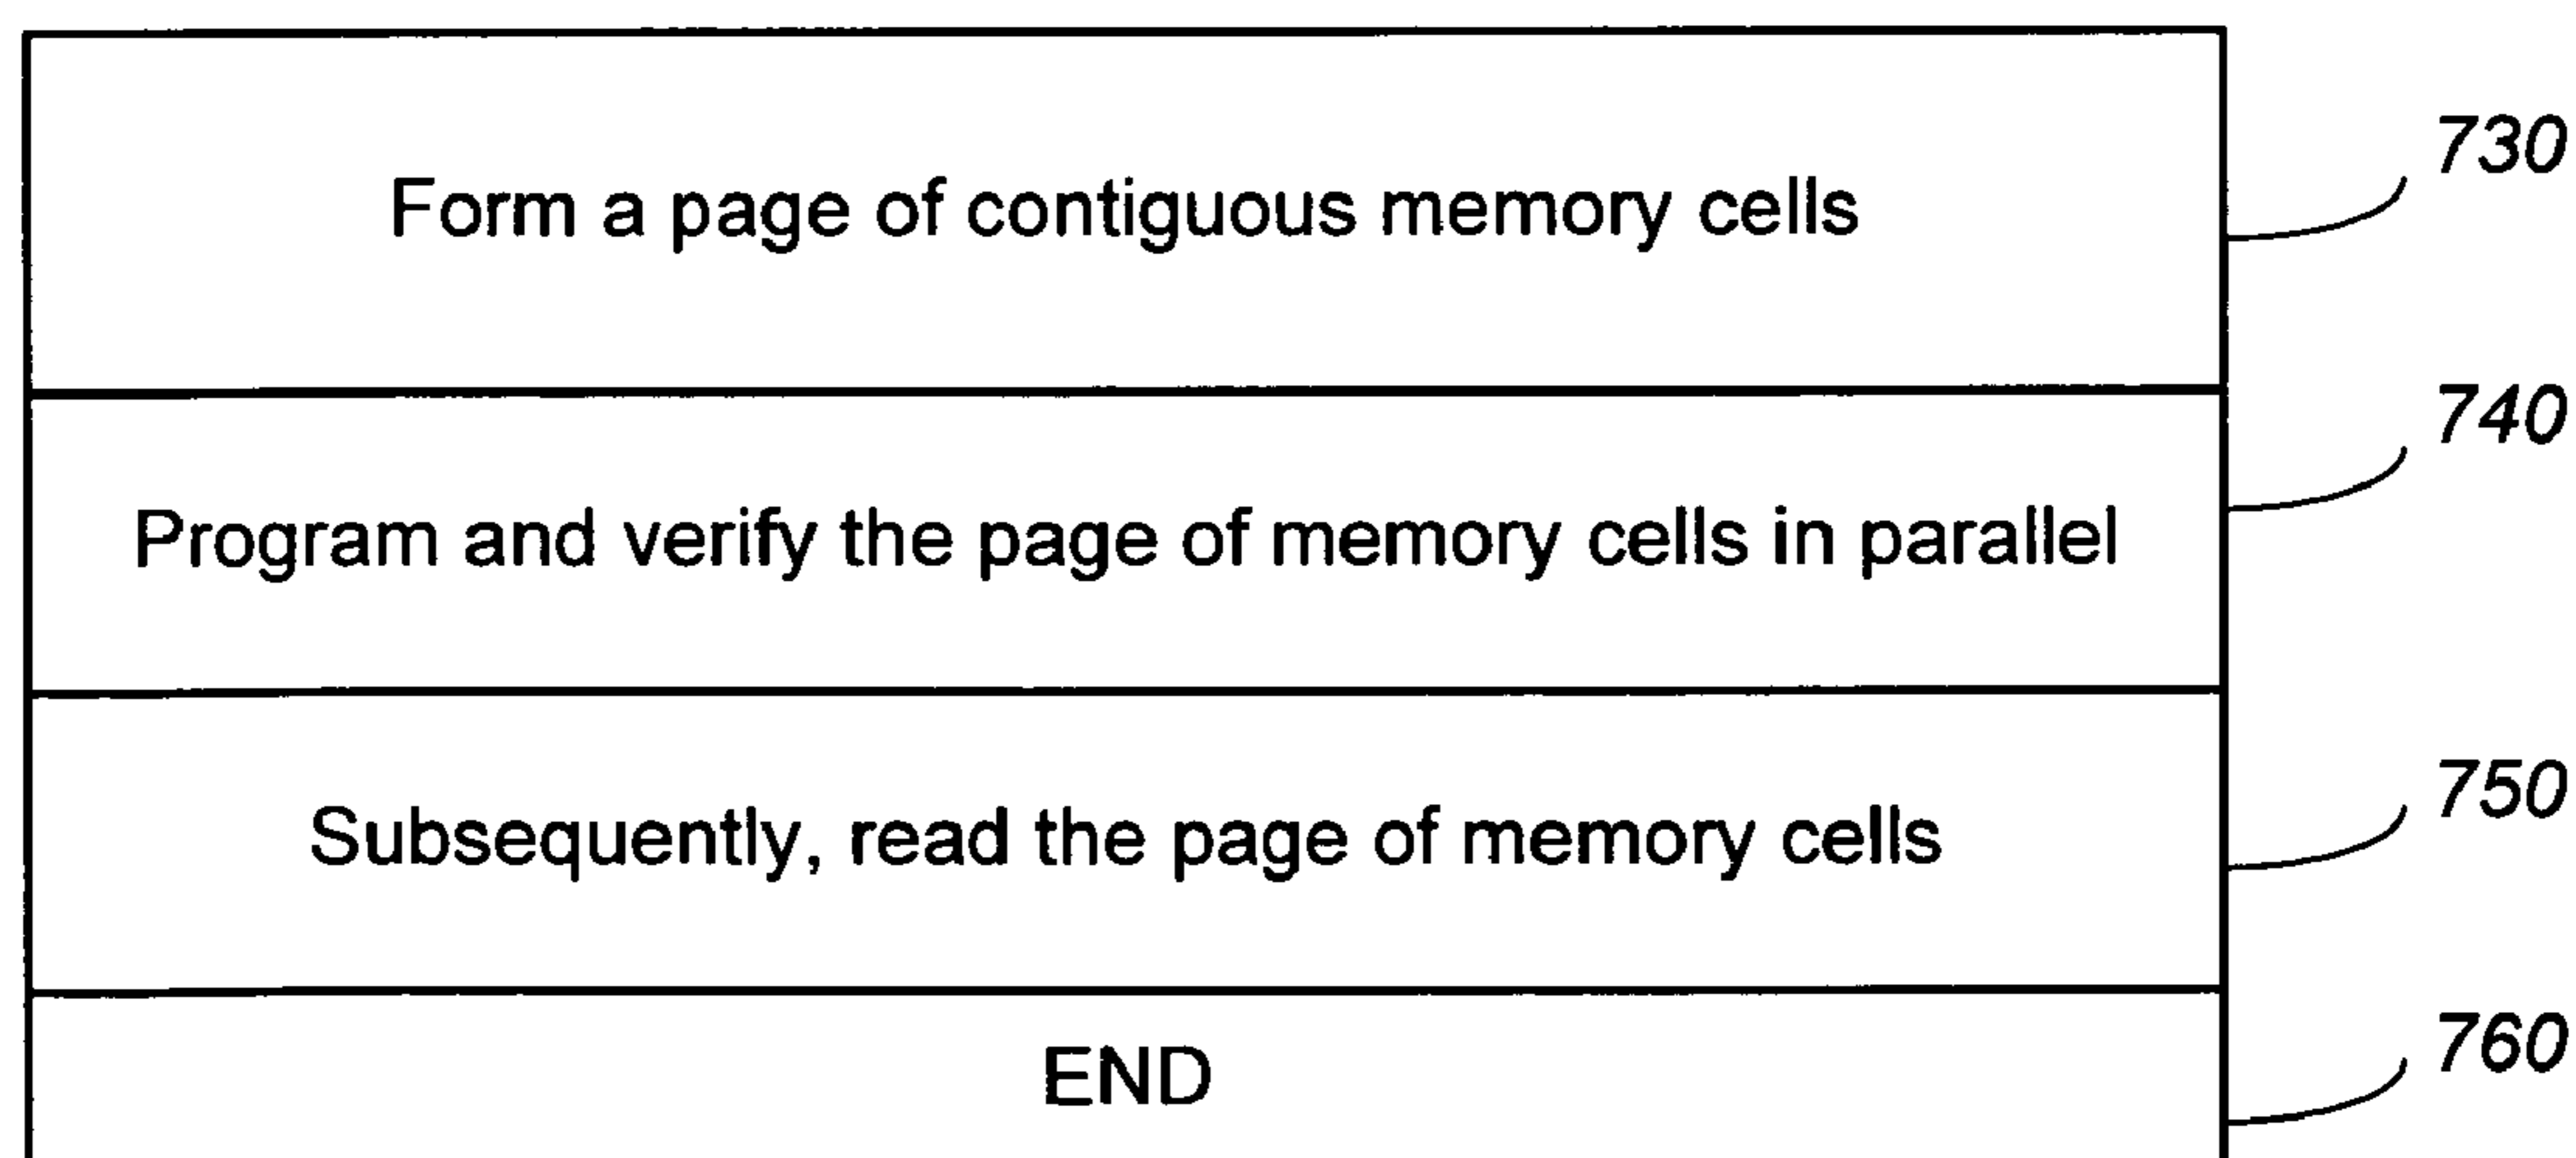 730
Form a page of contiguous memory cells
740
Program and verify the page of memory cells in parallel
750
Subsequently, read the page of memory cells
760
END